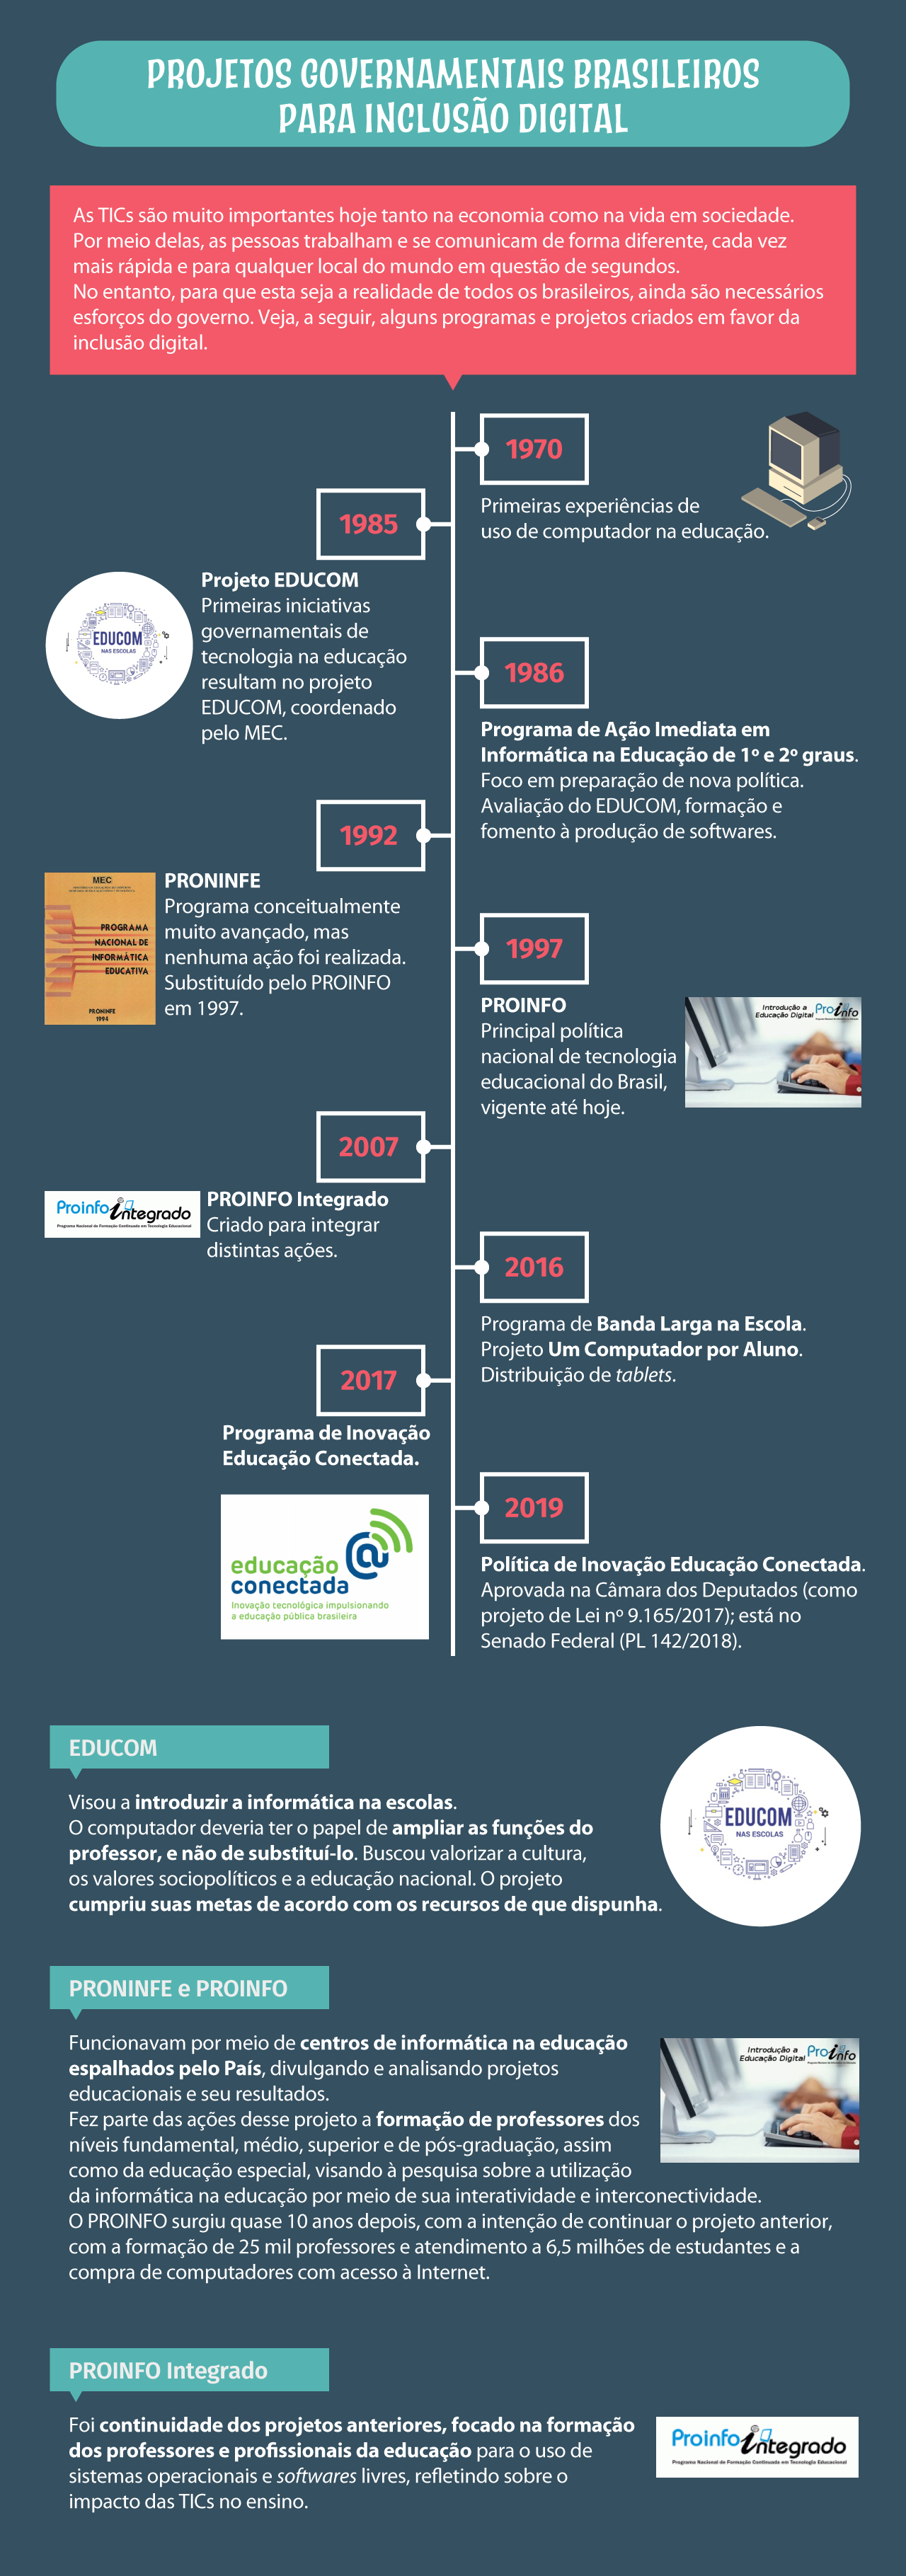 PROJETOS GOVERNAMENTAIS BRASILEIROS
PARA INCLUSÃO DIGITAL
As TICs são muito importantes hoje tanto na economia como na vida em sociedade.
Por meio delas, as pessoas trabalham e se comunicam de forma diferente, cada vez
mais rápida e para qualquer local do mundo em questão de segundos.
No entanto, para que esta seja a realidade de todos os brasileiros, ainda são necessários
esforços do governo. Veja, a seguir, alguns programas e projetos criados em favor da
inclusão digital.
1970
Primeiras experiências de
uso de computador na educação.
1985
Projeto EDUCOM
Primeiras iniciativas
governamentais de
tecnologia na educação
resultam no projeto
EDUCOM, coordenado
pelo MEC.
EDUCOM
NAS ESCOLAS
1986
Programa de Ação Imediata em
Informática na Educação de 1º e 2º graus.
Foco em preparação de nova política.
Avaliação do EDUCOM, formação e
fomento à produção de softwares.
1992
PRONINFE
Programa conceitualmente
muito avançado, mas
nenhuma ação foi realizada.
Substituído pelo PROINFO
em 1997.
MEC
PROGRAMA
NACIONAL DE
INFORMÁTICA
EDUCATIVA
PRONINFE
1994
1997
PROINFO
Principal política
nacional de tecnologia
educacional do Brasil,
vigente até hoje.
Introdução a
Educação Digital
Proinfo
2007
PROINFO Integrado
Criado para integrar
distintas ações.
Proinfo integrado
Programa Nacional de Formação Continuada em Tecnologia Educacional
2016
Programa de Banda Larga na Escola.
Projeto Um Computador por Aluno.
Distribuição de tablets.
2017
Programa de Inovação
Educação Conectada.
educação
conectada
Inovação tecnológica impulsionando
a educação pública brasileira
2019
Política de Inovação Educação Conectada.
Aprovada na Câmara dos Deputados (como
projeto de Lei nº 9.165/2017); está no
Senado Federal (PL 142/2018).
EDUCOM
Visou a introduzir a informática na escolas.
O computador deveria ter o papel de ampliar as funções do
professor, e não de substituí-lo. Buscou valorizar a cultura,
os valores sociopolíticos e a educação nacional. O projeto
cumpriu suas metas de acordo com os recursos de que dispunha.
EDUCOM
NAS ESCOLAS
PRONINFE e PROINFO
Funcionavam por meio de centros de informática na educação
espalhados pelo País, divulgando e analisando projetos
educacionais e seu resultados.
Fez parte das ações desse projeto a formação de professores dos
níveis fundamental, médio, superior e de pós-graduação, assim
como da educação especial, visando à pesquisa sobre a utilização
da informática na educação por meio de sua interatividade e interconectividade.
O PROINFO surgiu quase 10 anos depois, com a intenção de continuar o projeto anterior,
com a formação de 25 mil professores e atendimento a 6,5 milhões de estudantes e a
compra de computadores com acesso à Internet.
Introdução a
Educação Digital
Proinfo
PROINFO Integrado
Foi continuidade dos projetos anteriores, focado na formação
dos professores e profissionais da educação para o uso de
sistemas operacionais e softwares livres, refletindo sobre o
impacto das TICs no ensino.
Proinfo integrado
Programa Nacional de Formação Continuada em Tecnologia Educacional